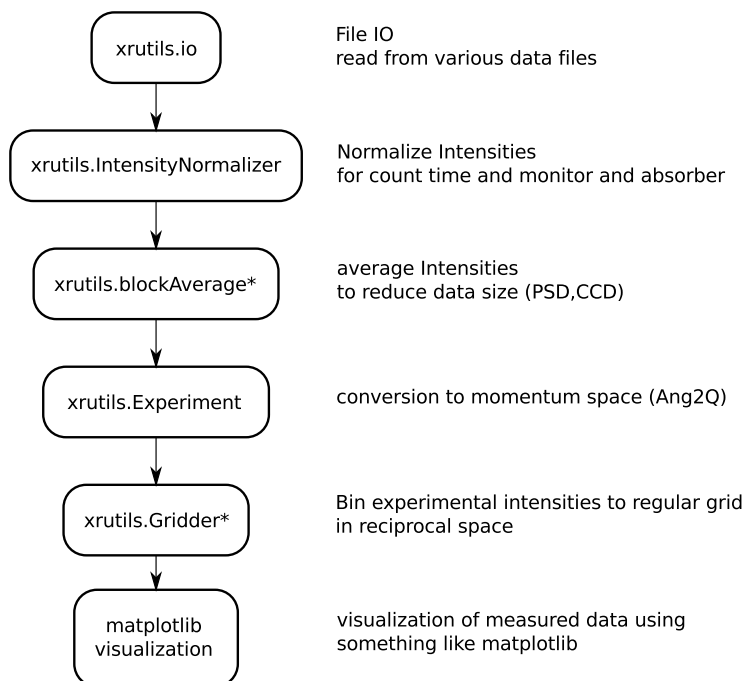 xrutils.io
File IO
read from various data files
xrutils.IntensityNormalizer
Normalize Intensities
for count time and monitor and absorber
xrutils.blockAverage*
average Intensities
to reduce data size (PSD,CCD)
xrutils.Experiment
conversion to momentum space (Ang2Q)
xrutils.Gridder*
Bin experimental intensities to regular grid
in reciprocal space
matplotlib
visualization
visualization of measured data using
something like matplotlib